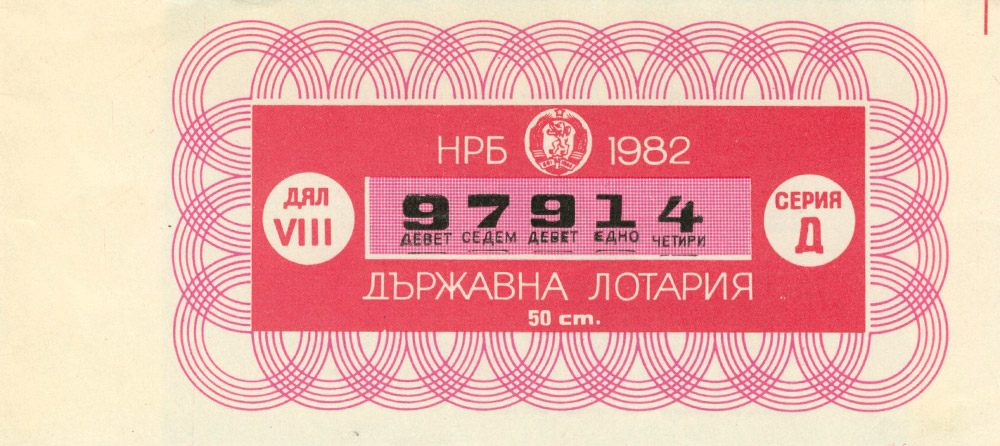 НРБ 1982
ДЯЛ
VIII
97914
ДЕВЕТ СЕДЕМ ДЕВЕТ ЕДНО ЧЕТИРИ
СЕРИЯ
Д
ДЪРЖАВНА ЛОТАРИЯ
50 ст.